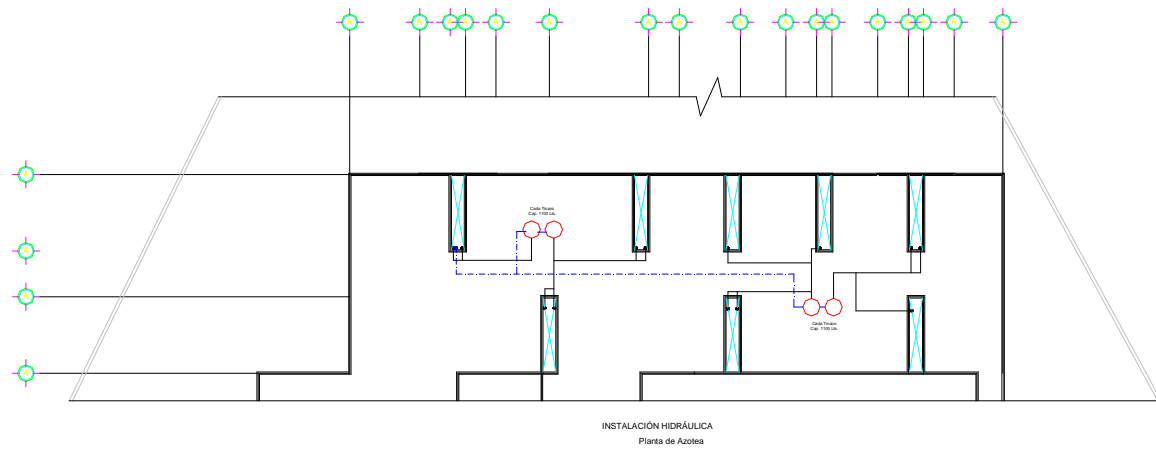 A A A A A A A A A A A A A A A A
A
Cada Tinaco
Cap. 1100 Lts.
A
A
Cada Tinaco
Cap. 1100 Lts.
A
INSTALACIÓN HIDRÁULICA
Planta de Azotea